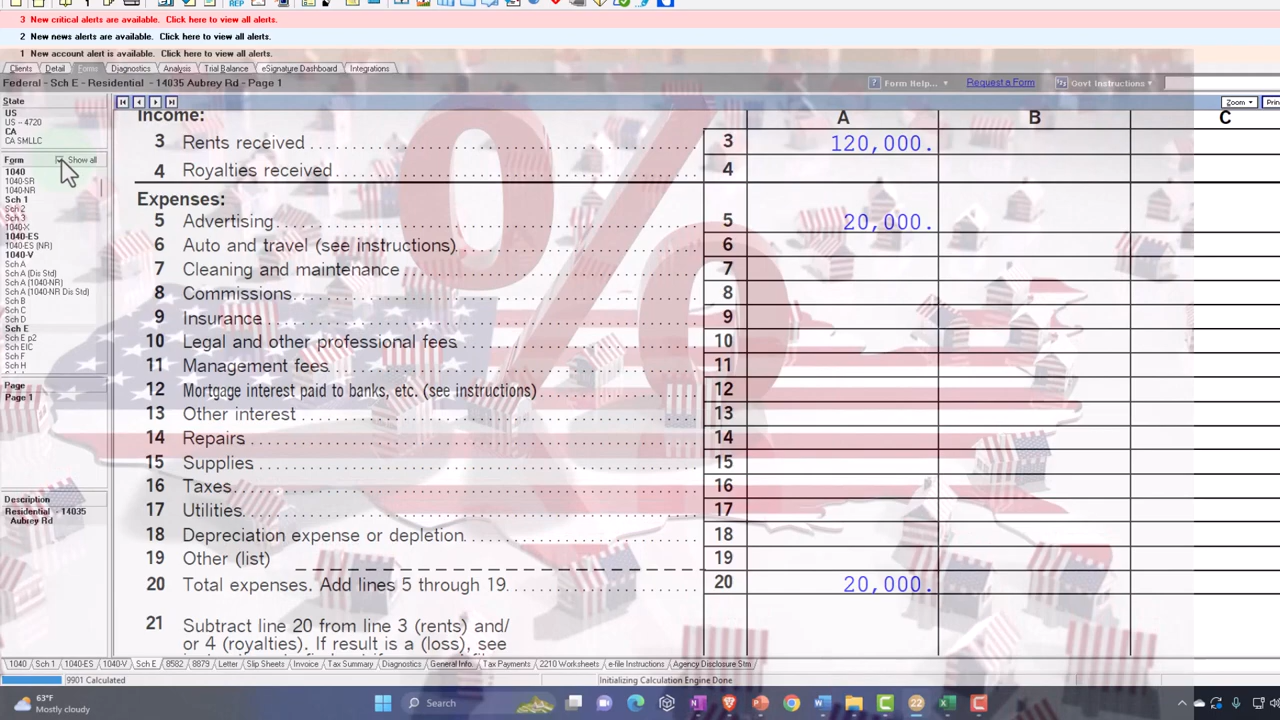 REP
3 New critical alerts are available. Click here to view all alerts.
2 New news alerts are available. Click here to view all alerts.
1 New account alert is available. Click here to view all alerts.
Clients Detail Forms Diagnostics Analysis Trial Balance eSignature Dashboard Integrations
Federal - Sch E - Residential - 14035 Aubrey Rd - Page 1
Form Help... Request a Form Govt Instructions
State
US
US - 4720
CA
CA SMLLC
Zoom
Form Show all
1040
1040-SR
1040-NR
Sch 1
Sch 2
Sch 3
1040-X
1040-ES
1040-ES (NR)
1040-V
Sch A
Sch A (Dis Std)
Sch A (1040-NR)
Sch A (1040-NR Dis Std)
Sch B
Sch C
Sch D
Sch E
Sch E p2
Sch EIC
Sch F
Sch H
Page
Page 1
Description
Residential - 14035
Aubrey Rd
Income: A B C
3 Rents received 3 120,000.
4 Royalties received 4
Expenses:
5 Advertising 5 20,000.
6 Auto and travel (see instructions) 6
7 Cleaning and maintenance 7
8 Commissions 8
9 Insurance 9
10 Legal and other professional fees 10
11 Management fees 11
12 Mortgage interest paid to banks, etc. (see instructions) 12
13 Other interest 13
14 Repairs 14
15 Supplies 15
16 Taxes 16
17 Utilities 17
18 Depreciation expense or depletion 18
19 Other (list) 19
20 Total expenses. Add lines 5 through 19 20 20,000.
21 Subtract line 20 from line 3 (rents) and/
or 4 (royalties). If result is a (loss), see
1040 Sch 1 1040-ES 1040-V Sch E 8582 8879 Letter Slip Sheets Invoice Tax Summary Diagnostics General Info. Tax Payments 2210 Worksheets e-file Instructions Agency Disclosure Stm
9901 Calculated Initializing Calculation Engine Done
63°F
Mostly cloudy
Search
%